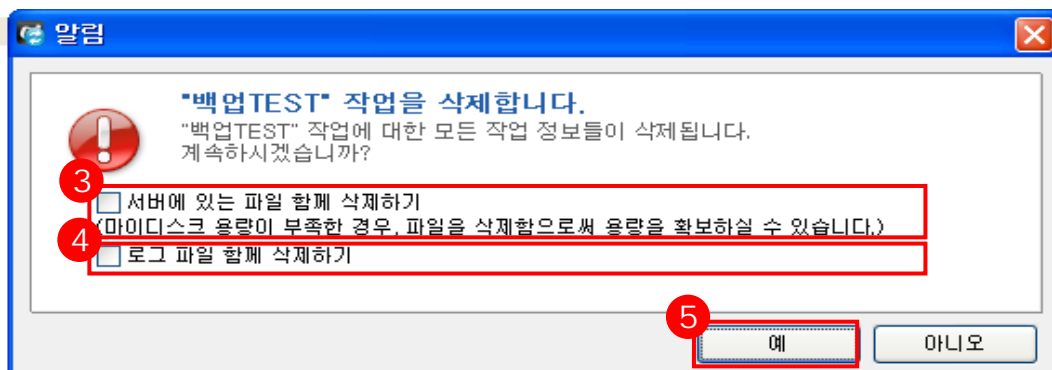 알림
"백업TEST" 작업을 삭제합니다.
"백업TEST" 작업에 대한 모든 작업 정보들이 삭제됩니다.
계속하시겠습니까?
3
서버에 있는 파일 함께 삭제하기
(마이디스크 용량이 부족한 경우, 파일을 삭제함으로써 용량을 확보하실 수 있습니다.)
4
로그 파일 함께 삭제하기
5
예
아니오